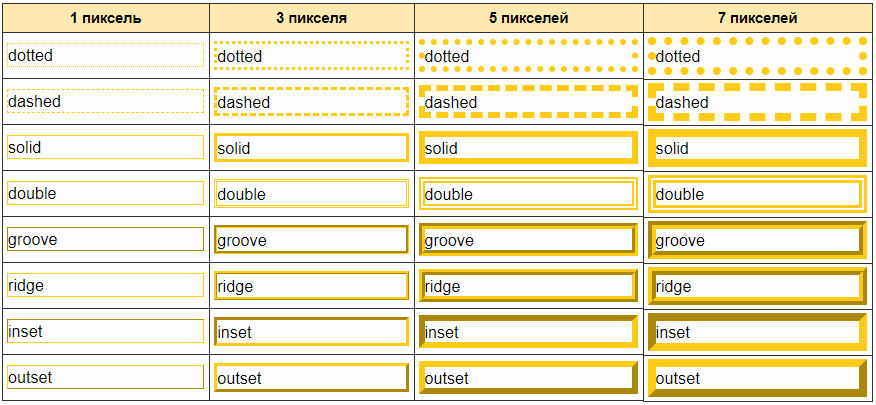 1 пиксель 3 пикселя 5 пикселей 7 пикселей
dotted dotted dotted dotted
dashed dashed dashed dashed
solid solid solid solid
double double double double
groove groove groove groove
ridge ridge ridge ridge
inset inset inset inset
outset outset outset outset